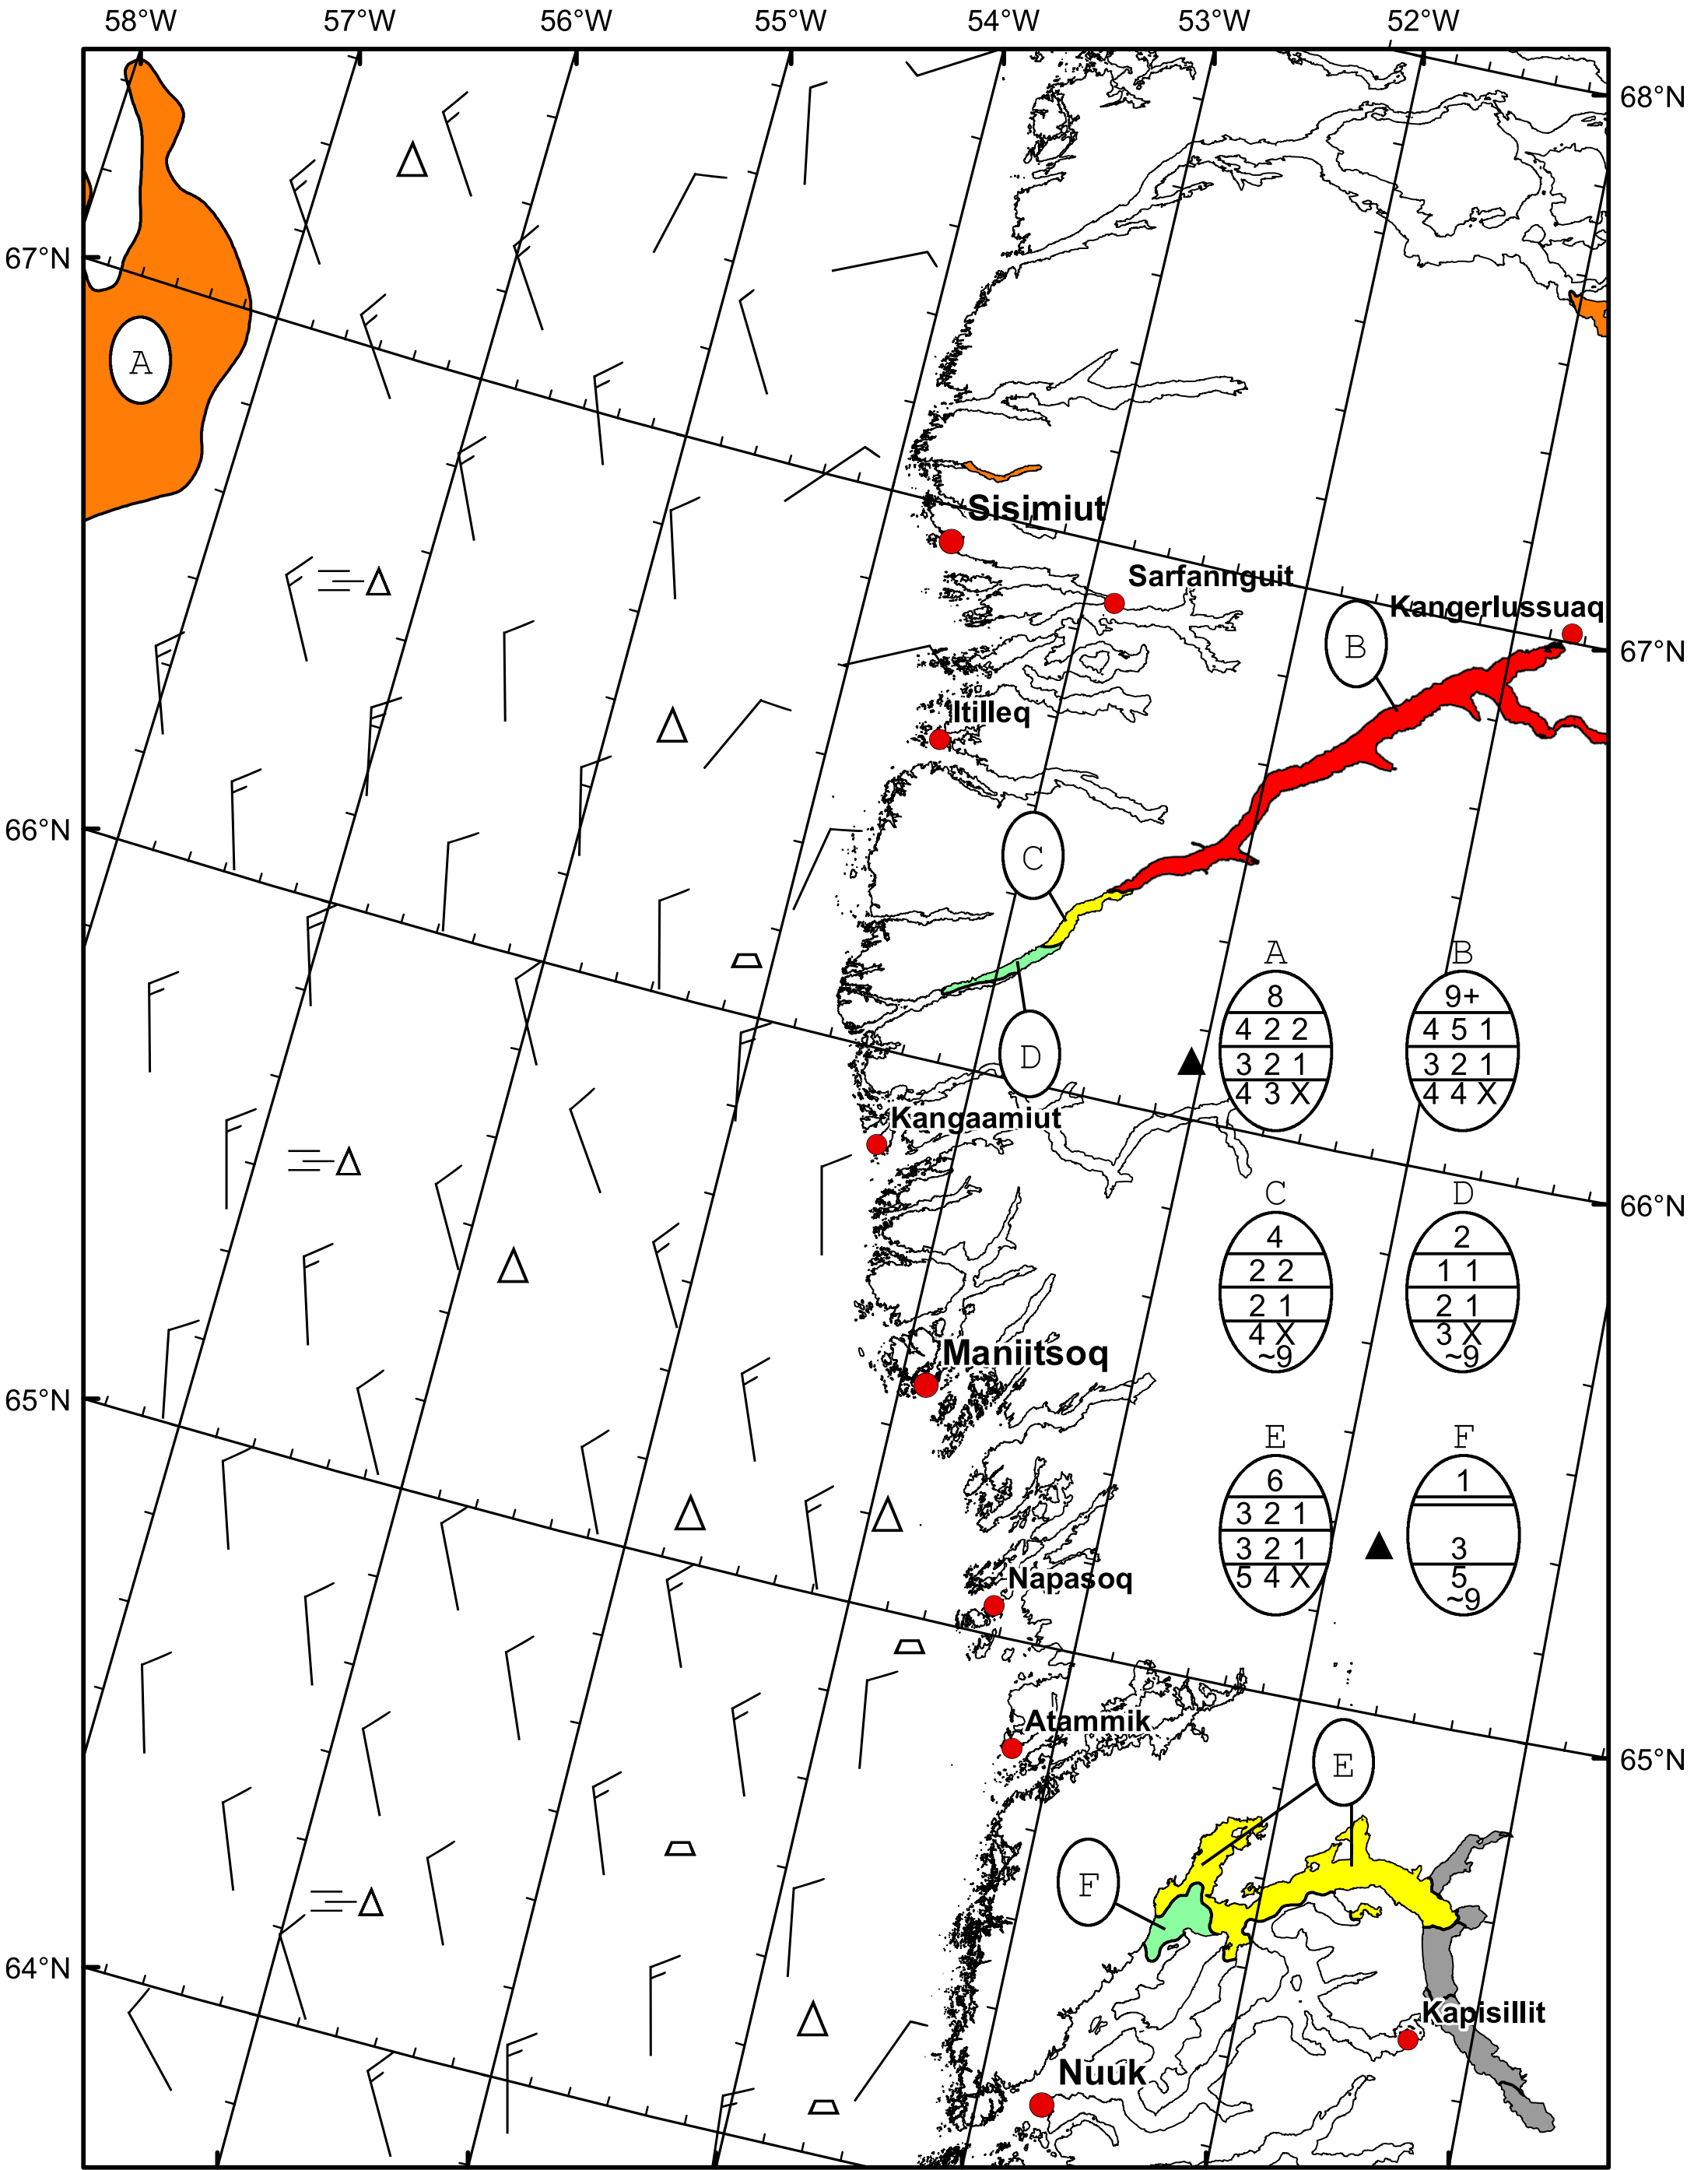 58°W 57°W 56°W 55°W 54°W 53°W 52°W
68°N
67°N
A
Sisimiut
Sarfannguit
Kangerlussuaq
B
67°N
Itilleq
66°N
C
A B
8 9+
4 2 2 4 5 1
3 2 1 3 2 1
4 3 X 4 4 X
D
Kangaamiut
C D
66°N
4 2
2 2 1 1
2 1 2 1
4 X 3 X
~9 ~9
Maniitsoq
65°N
E F
6 1
3 2 1
3 2 1 3
5 4 X 5
~9
Napasoq
Atammik
65°N
E
F
64°N
Kapisillit
Nuuk